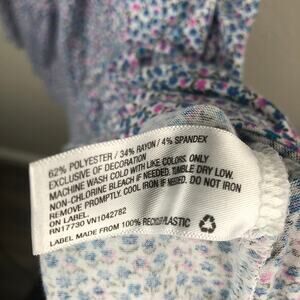 62% POLYESTER / 34% RAYON / 4% SPANDEX
EXCLUSIVE OF DECORATION
MACHINE WASH COLD WITH LIKE COLORS. ONLY
NON-CHLORINE BLEACH IF NEEDED. TUMBLE DRY LOW.
REMOVE PROMPTLY. COOL IRON IF NEEDED. DO NOT IRON
ON LABEL.
RN17730 VN1042782
LABEL MADE FROM 100% RECYCLED PLASTIC